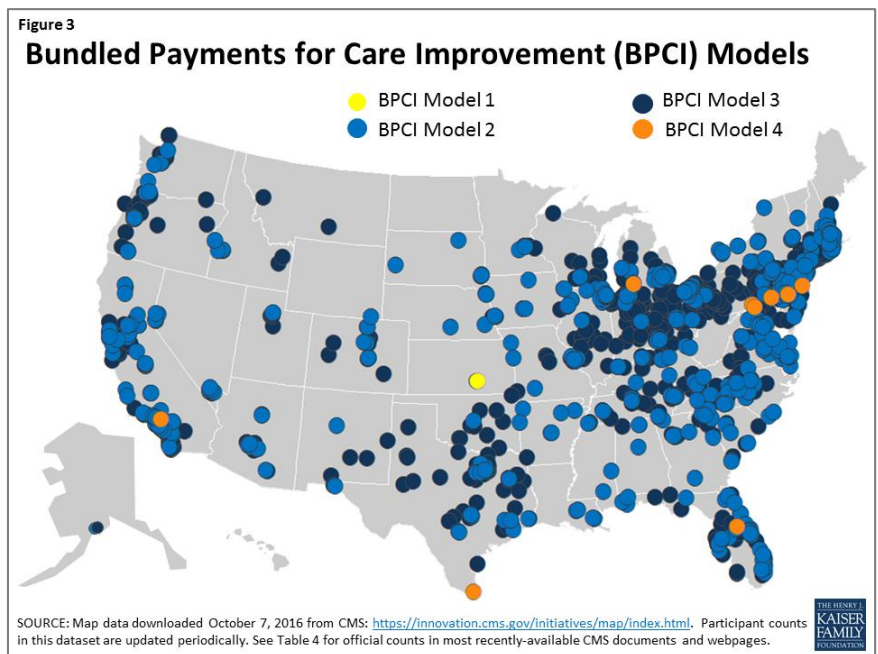 Figure 3
Bundled Payments for Care Improvement (BPCI) Models
BPCI Model 1
BPCI Model 3
BPCI Model 2
BPCI Model 4
SOURCE: Map data downloaded October 7, 2016 from CMS: https://innovation.cms.gov/initiatives/map/index.html. Participant counts
in this dataset are updated periodically. See Table 4 for official counts in most recently-available CMS documents and webpages.
THE HENRY J.
KAISER
FAMILY
FOUNDATION